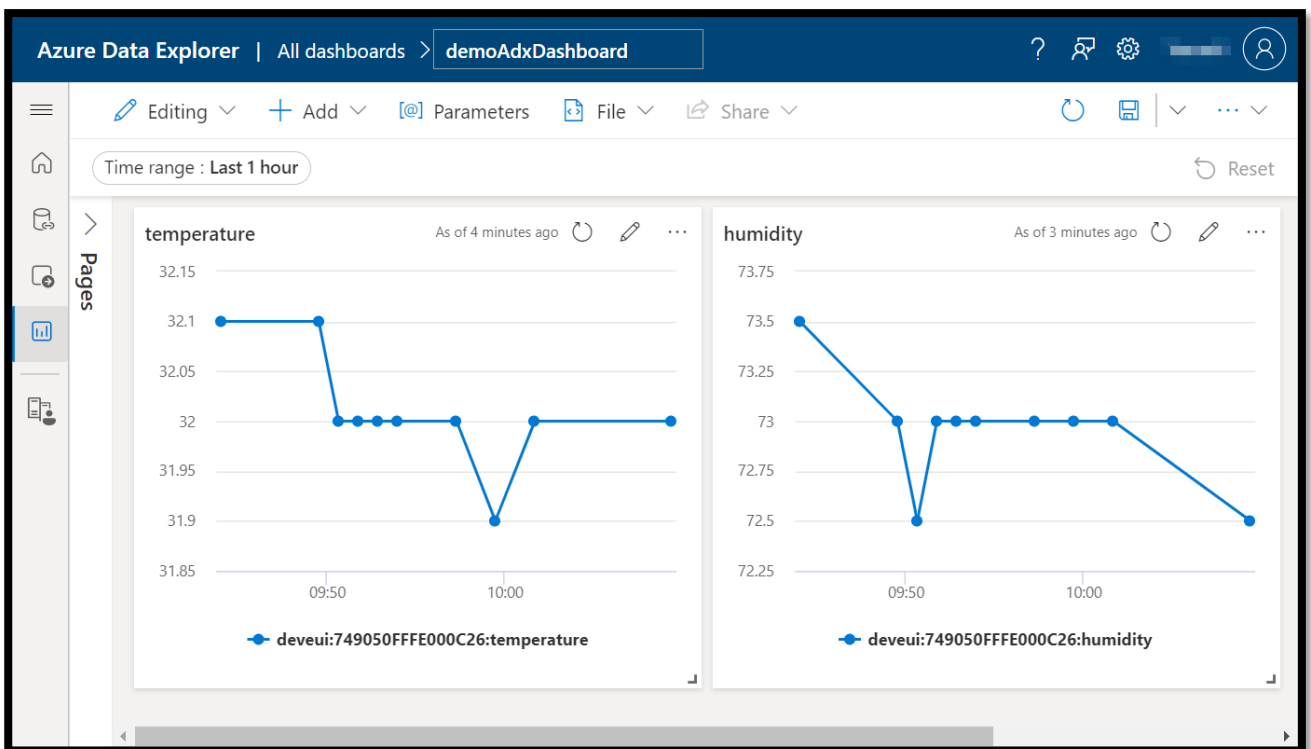 Azure Data Explorer | All dashboards > demoAdxDashboard ?
Editing + Add [@] Parameters File Share ...
Time range : Last 1 hour Reset
Pages
temperature As of 4 minutes ago ...
32.15
32.1
32.05
32
31.95
31.9
31.85
09:50 10:00
deveui:749050FFFE000C26:temperature
humidity As of 3 minutes ago ...
73.75
73.5
73.25
73
72.75
72.5
72.25
09:50 10:00
deveui:749050FFFE000C26:humidity